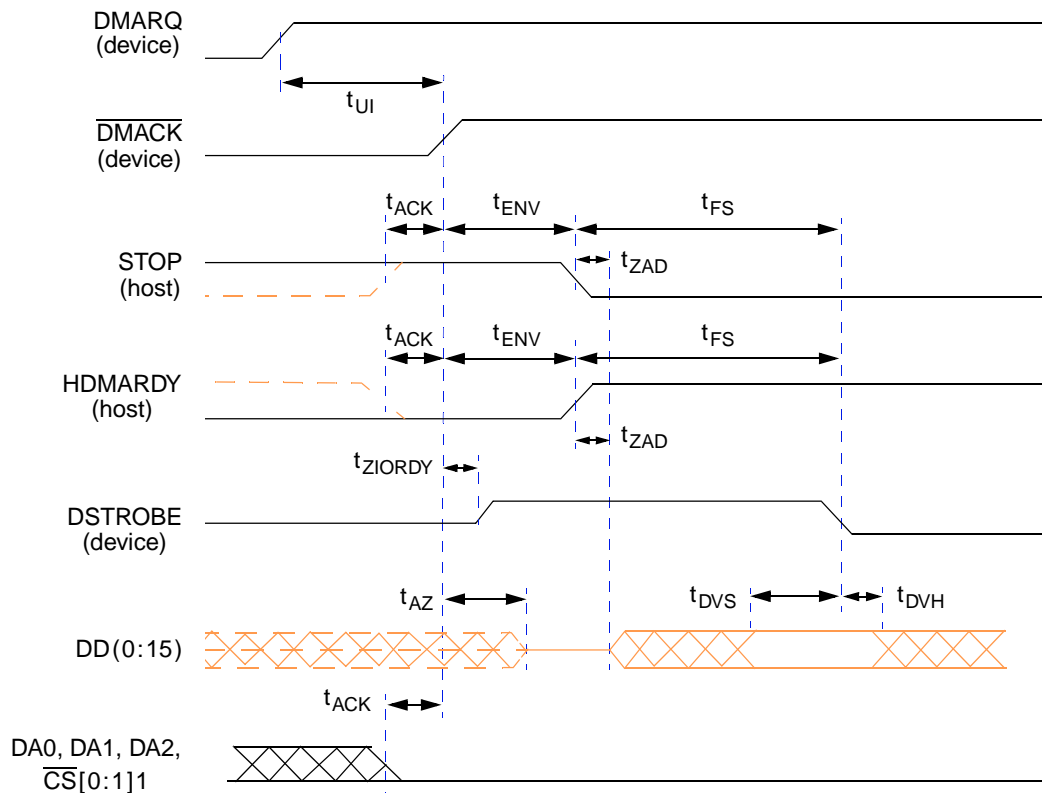 DMARQ
(device)
tUI
DMACK
(device)
tACK
tENV
tFS
STOP
(host)
tZAD
tACK
tENV
tFS
HDMARDY
(host)
tZAD
tZIORDY
DSTROBE
(device)
tAZ
tDVS
tDVH
DD(0:15)
tACK
DA0, DA1, DA2,
CS[0:1]1